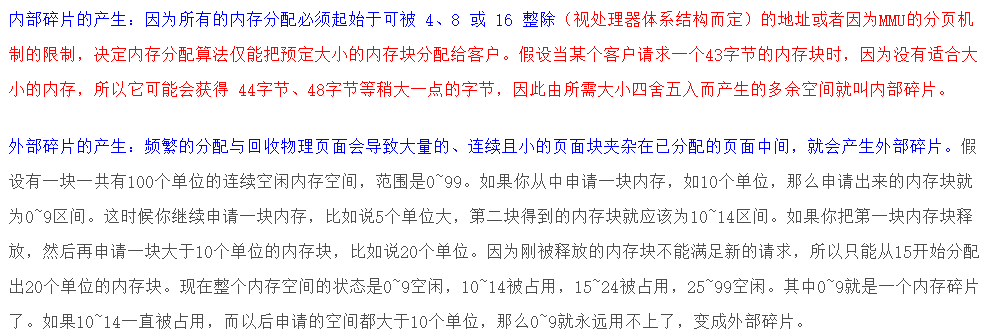 内部碎片的产生：因为所有的内存分配必须起始于可被 4、8 或 16 整除（视处理器体系结构而定）的地址或者因为MMU的分页机
制的限制，决定内存分配算法仅能把预定大小的内存块分配给客户。假设当某个客户请求一个43字节的内存块时，因为没有适合大
小的内存，所以它可能会获得 44字节、48字节等稍大一点的字节，因此由所需大小四舍五入而产生的多余空间就叫内部碎片。
外部碎片的产生：频繁的分配与回收物理页面会导致大量的、连续且小的页面块夹杂在已分配的页面中间，就会产生外部碎片。假
设有一块一共有100个单位的连续空闲内存空间，范围是0~99。如果你从中申请一块内存，如10个单位，那么申请出来的内存块就
为0~9区间。这时候你继续申请一块内存，比如说5个单位大，第二块得到的内存块就应该为10~14区间。如果你把第一块内存块释
放，然后再申请一块大于10个单位的内存块，比如说20个单位。因为刚被释放的内存块不能满足新的请求，所以只能从15开始分配
出20个单位的内存块。现在整个内存空间的状态是0~9空闲，10~14被占用，15~24被占用，25~99空闲。其中0~9就是一个内存碎片
了。如果10~14一直被占用，而以后申请的空间都大于10个单位，那么0~9就永远用不上了，变成外部碎片。